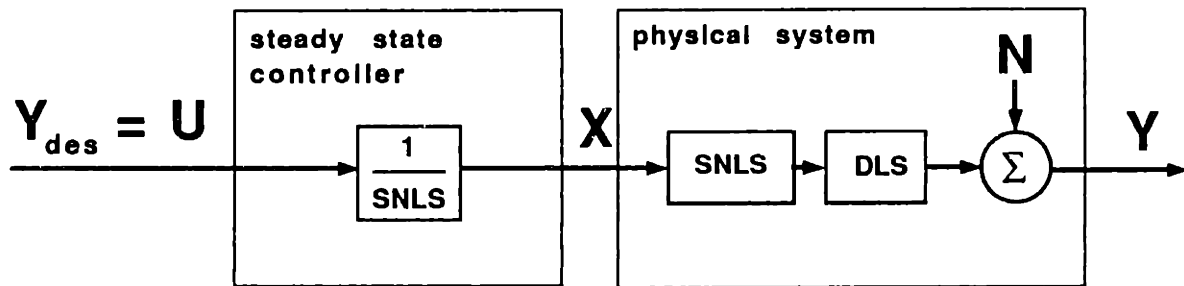 steady state
controller
physical system
N
Y_des = U
X
Y
1
SNLS
SNLS
DLS
Σ